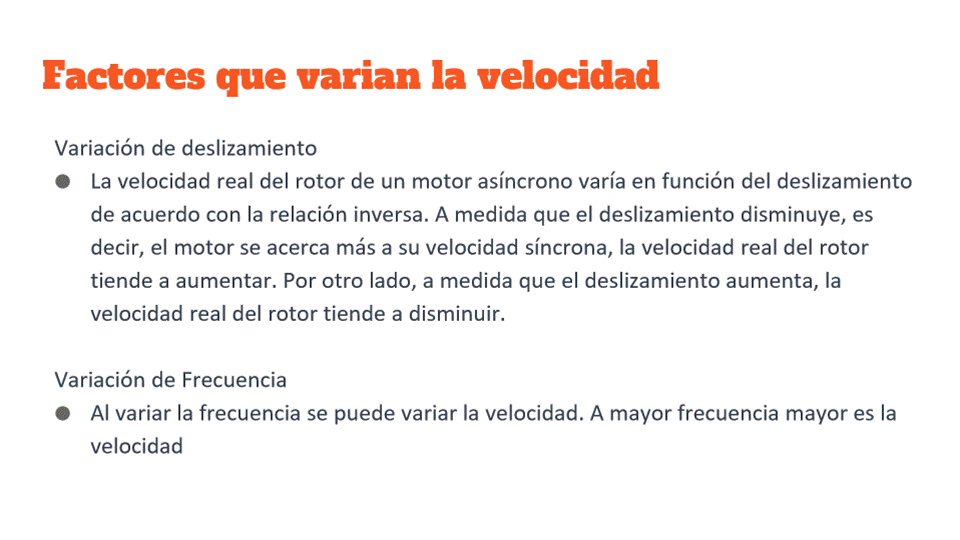 Factores que varian la velocidad
Variación de deslizamiento
● La velocidad real del rotor de un motor asíncrono varía en función del deslizamiento
de acuerdo con la relación inversa. A medida que el deslizamiento disminuye, es
decir, el motor se acerca más a su velocidad síncrona, la velocidad real del rotor
tiende a aumentar. Por otro lado, a medida que el deslizamiento aumenta, la
velocidad real del rotor tiende a disminuir.
Variación de Frecuencia
● Al variar la frecuencia se puede variar la velocidad. A mayor frecuencia mayor es la
velocidad